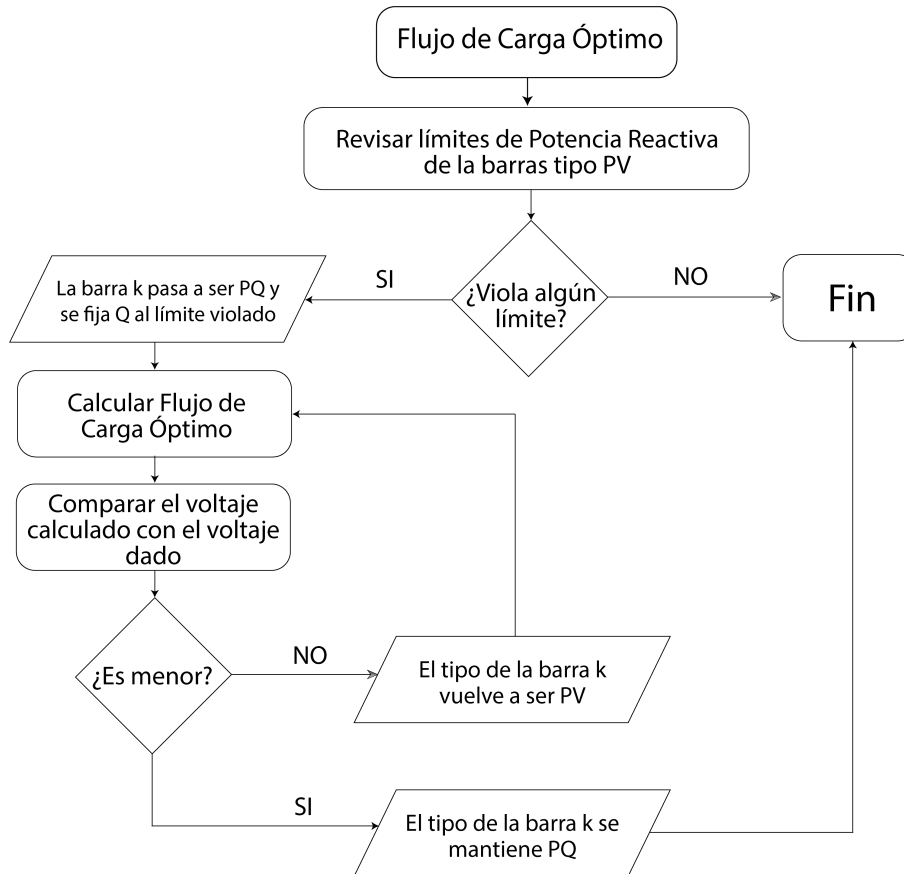 Flujo de Carga Óptimo
Revisar límites de Potencia Reactiva
de la barras tipo PV
SI
¿Viola algún
límite?
NO
Fin
La barra k pasa a ser PQ y
se fija Q al límite violado
Calcular Flujo de
Carga Óptimo
Comparar el voltaje
calculado con el voltaje
dado
¿Es menor?
NO
El tipo de la barra k
vuelve a ser PV
SI
El tipo de la barra k se
mantiene PQ